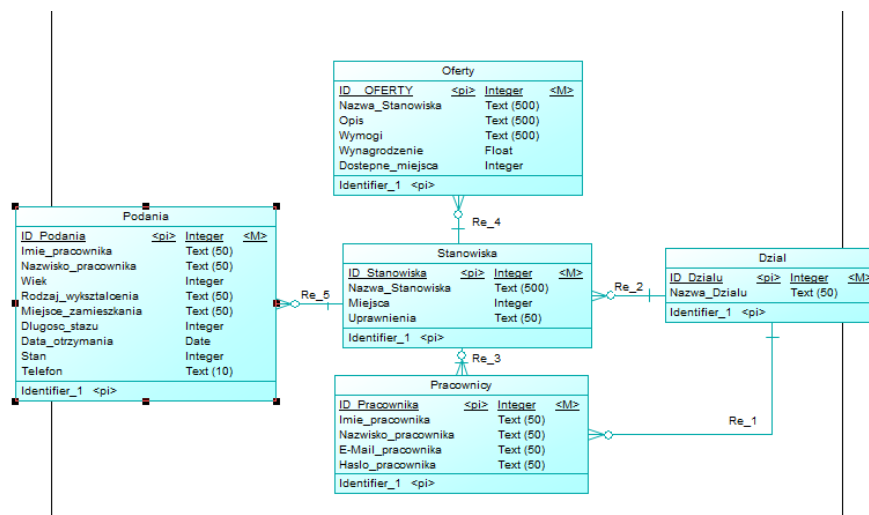 Oferty
ID_OFERTY <pi> Integer <M>
Nazwa_Stanowiska Text (500)
Opis Text (500)
Wymogi Text (500)
Wynagrodzenie Float
Dostepne_miejsca Integer
Identifier_1 <pi>
Re_4
Podania
ID_Podania <pi> Integer <M>
Imie_pracownika Text (50)
Nazwisko_pracownika Text (50)
Wiek Integer
Rodzaj_wyksztalcenia Text (50)
Miejsce_zamieszkania Text (50)
Dlugosc_stazu Integer
Data_otrzymania Date
Stan Integer
Telefon Text (10)
Identifier_1 <pi>
Re_5
Stanowiska
ID_Stanowiska <pi> Integer <M>
Nazwa_Stanowiska Text (500)
Miejsca Integer
Uprawnienia Text (50)
Identifier_1 <pi>
Re_2
Dzial
ID_Dzialu <pi> Integer <M>
Nazwa_Dzialu Text (50)
Identifier_1 <pi>
Re_3
Pracownicy
ID_Pracownika <pi> Integer <M>
Imie_pracownika Text (50)
Nazwisko_pracownika Text (50)
E-Mail_pracownika Text (50)
Haslo_pracownika Text (50)
Identifier_1 <pi>
Re_1